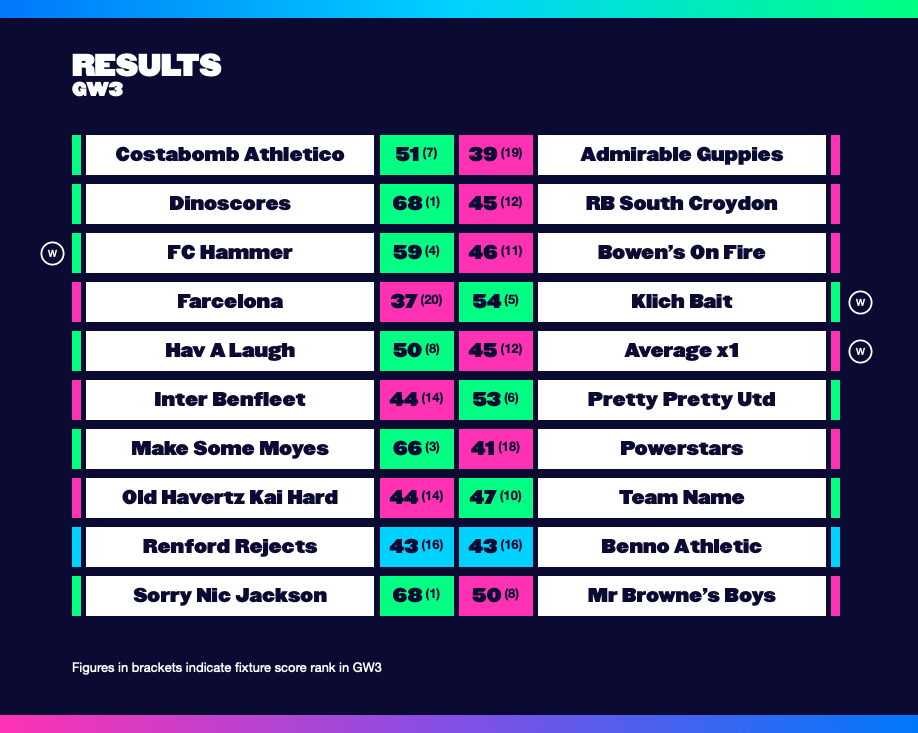 RESULTS
GW3
Costabomb Athletico 51 (7) 39 (19) Admirable Guppies
Dinoscores 68 (1) 45 (12) RB South Croydon
W FC Hammer 59 (4) 46 (11) Bowen's On Fire
Farcelona 37 (20) 54 (5) Klich Bait W
Hav A Laugh 50 (8) 45 (12) Average x1 W
Inter Benfleet 44 (14) 53 (6) Pretty Pretty Utd
Make Some Moyes 66 (3) 41 (18) Powerstars
Old Havertz Kai Hard 44 (14) 47 (10) Team Name
Renford Rejects 43 (16) 43 (16) Benno Athletic
Sorry Nic Jackson 68 (1) 50 (8) Mr Browne's Boys
Figures in brackets indicate fixture score rank in GW3